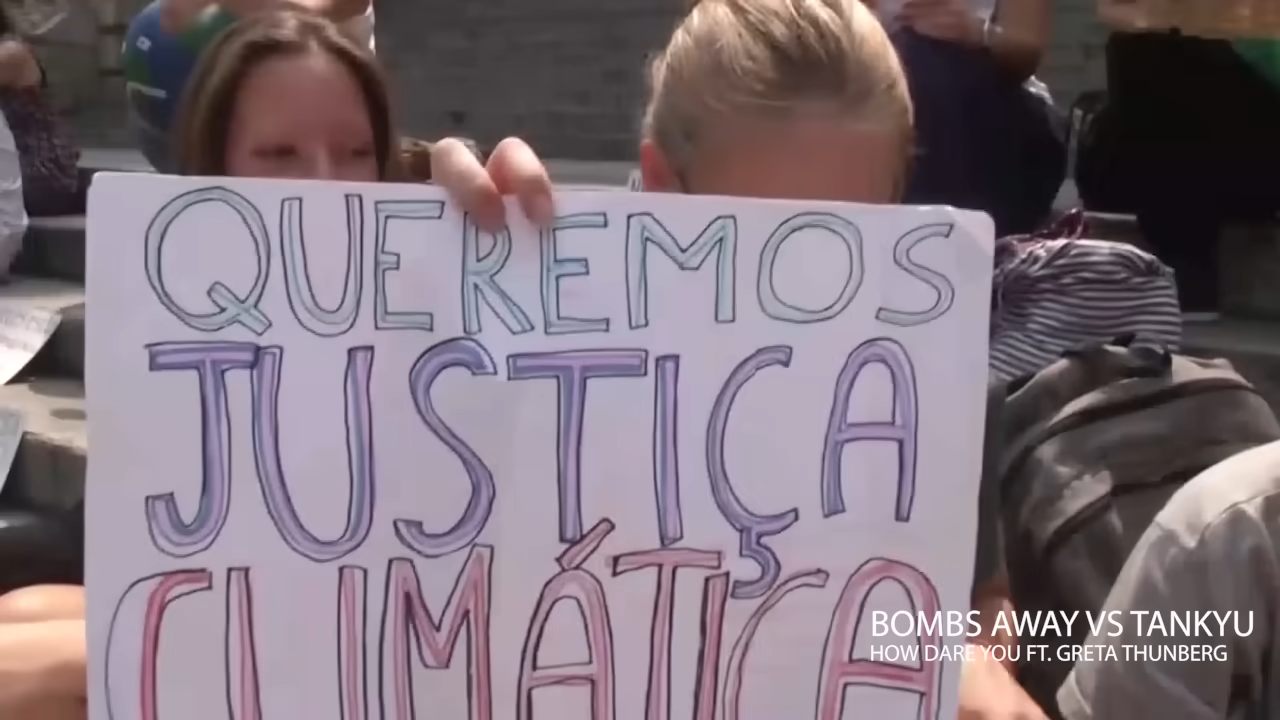 QUEREMOS
JUSTIÇA
CLIMÁTICA
BOMBS AWAY VS TANKYU
HOW DARE YOU FT. GRETA THUNBERG